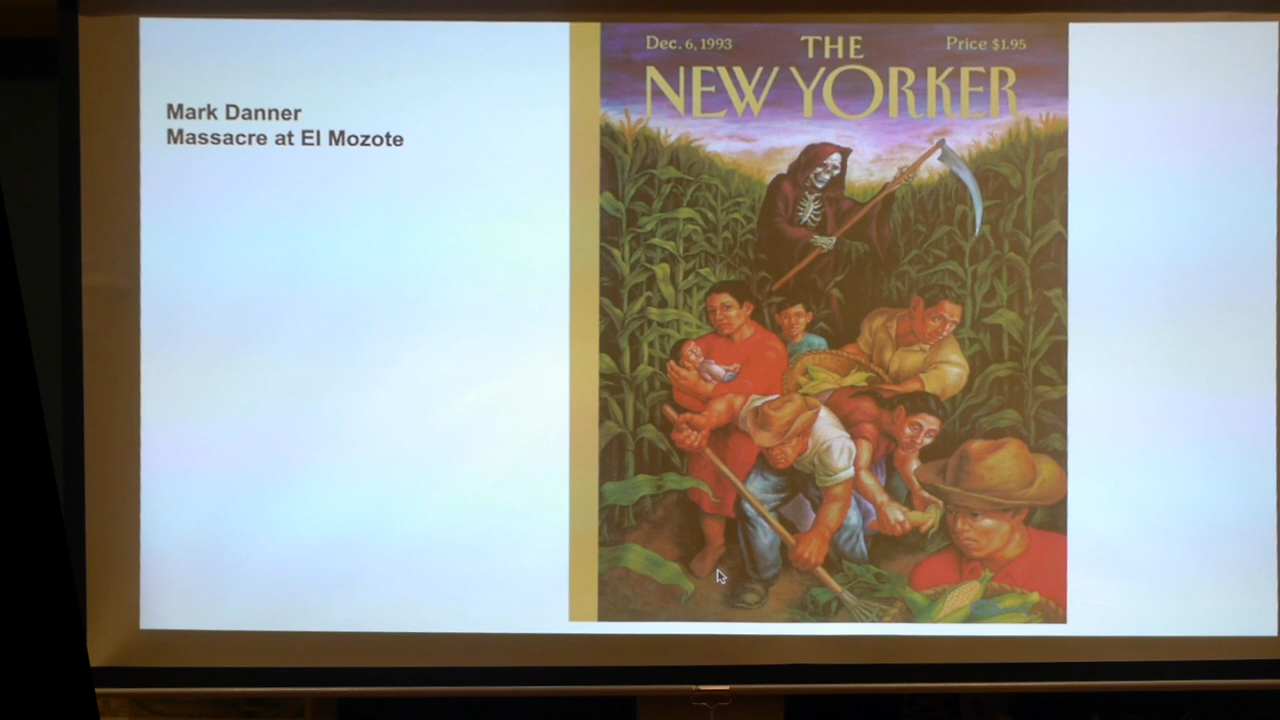 Mark Danner
Massacre at El Mozote
Dec. 6, 1993
THE
Price $1.95
NEW YORKER